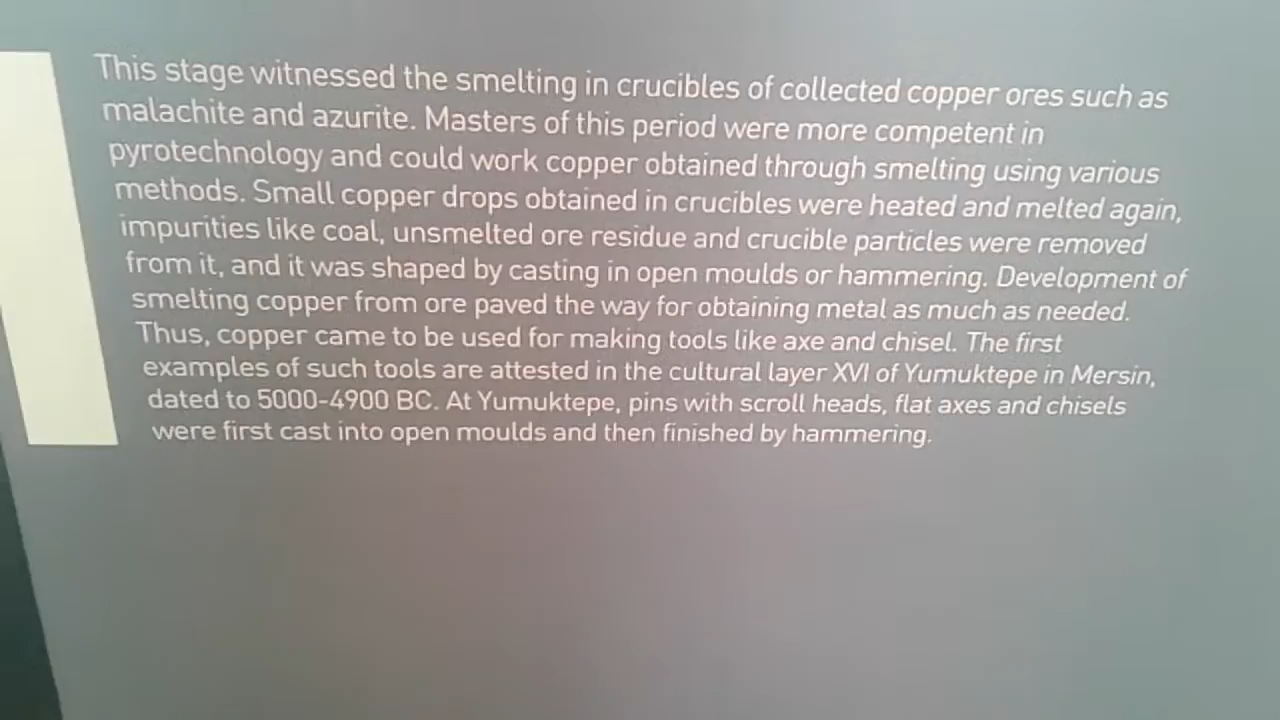 This stage witnessed the smelting in crucibles of collected copper ores such as
malachite and azurite. Masters of this period were more competent in
pyrotechnology and could work copper obtained through smelting using various
methods. Small copper drops obtained in crucibles were heated and melted again,
impurities like coal, unsmelted ore residue and crucible particles were removed
from it, and it was shaped by casting in open moulds or hammering. Development of
smelting copper from ore paved the way for obtaining metal as much as needed.
Thus, copper came to be used for making tools like axe and chisel. The first
examples of such tools are attested in the cultural layer XVI of Yumuktepe in Mersin,
dated to 5000-4900 BC. At Yumuktepe, pins with scroll heads, flat axes and chisels
were first cast into open moulds and then finished by hammering.